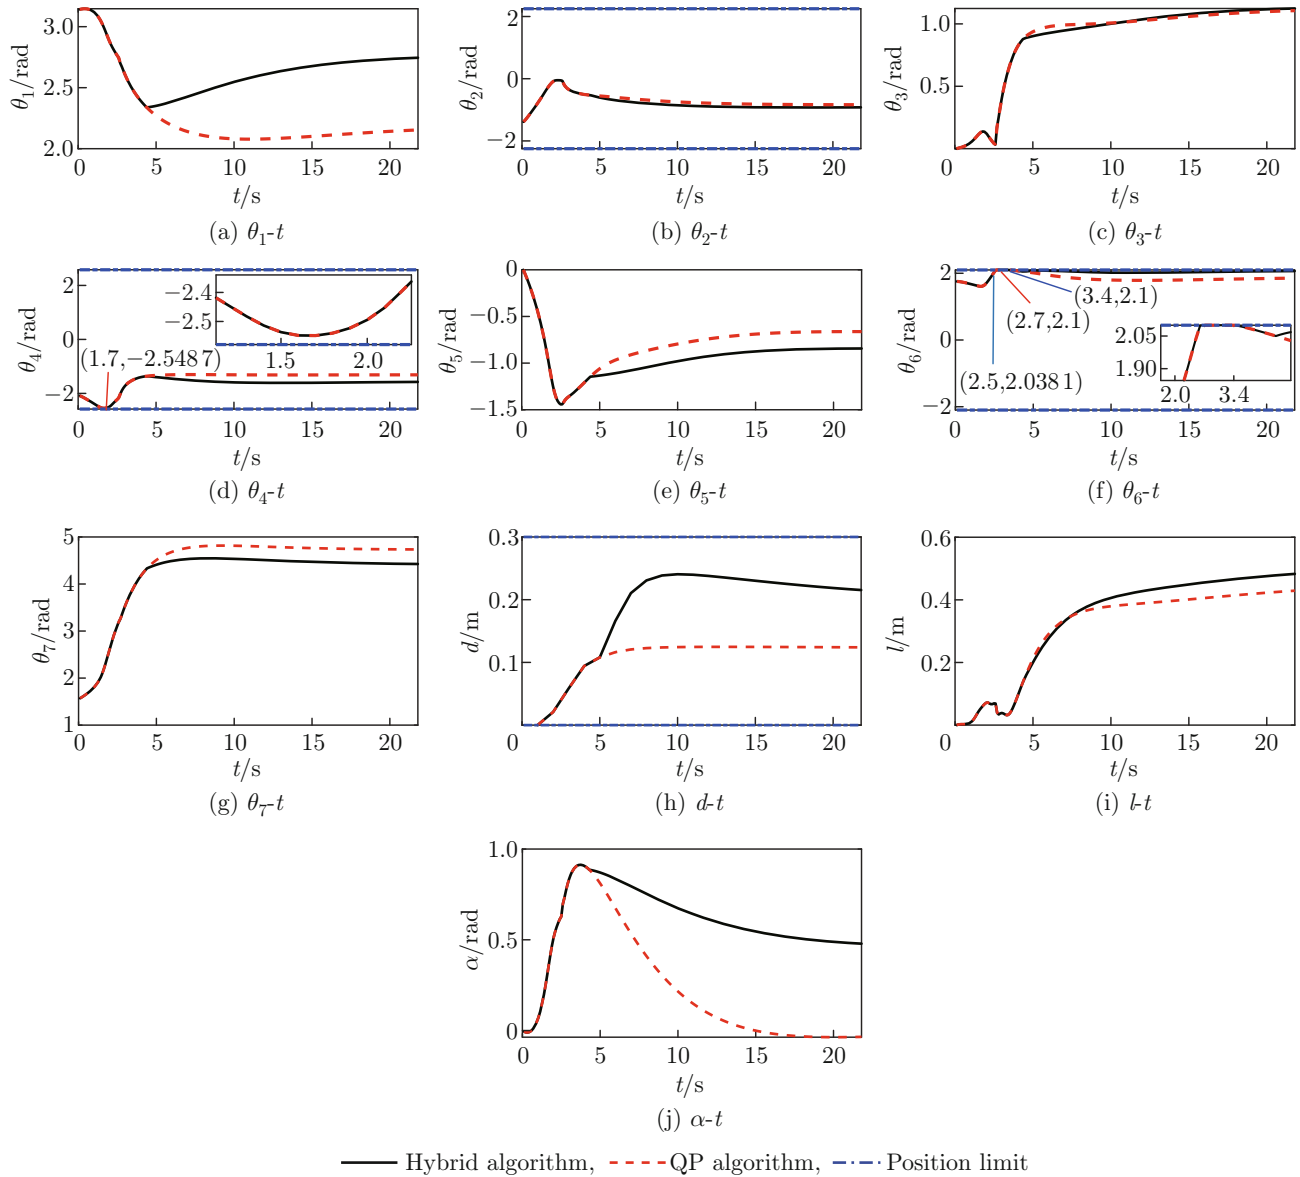 3.0
2.5
2.0
θ1/rad
0 5 10 15 20
t/s
(a) θ1-t
2
0
−2
θ2/rad
0 5 10 15 20
t/s
(b) θ2-t
1.0
0.5
θ3/rad
0 5 10 15 20
t/s
(c) θ3-t
2
0
−2
θ4/rad
−2.4
−2.5
1.5 2.0
(1.7,−2.548 7)
0 5 10 15 20
t/s
(d) θ4-t
0
−0.5
−1.0
−1.5
θ5/rad
0 5 10 15 20
t/s
(e) θ5-t
2
0
−2
θ6/rad
(3.4,2.1)
(2.7,2.1)
(2.5,2.038 1)
2.05
1.90
2.0 3.4
0 5 10 15 20
t/s
(f) θ6-t
5
4
3
2
1
θ7/rad
0 5 10 15 20
t/s
(g) θ7-t
0.3
0.2
0.1
d/m
0 5 10 15 20
t/s
(h) d-t
0.6
0.4
0.2
l/m
0 5 10 15 20
t/s
(i) l-t
1.0
0.5
0
α/rad
0 5 10 15 20
t/s
(j) α-t
Hybrid algorithm, QP algorithm, Position limit